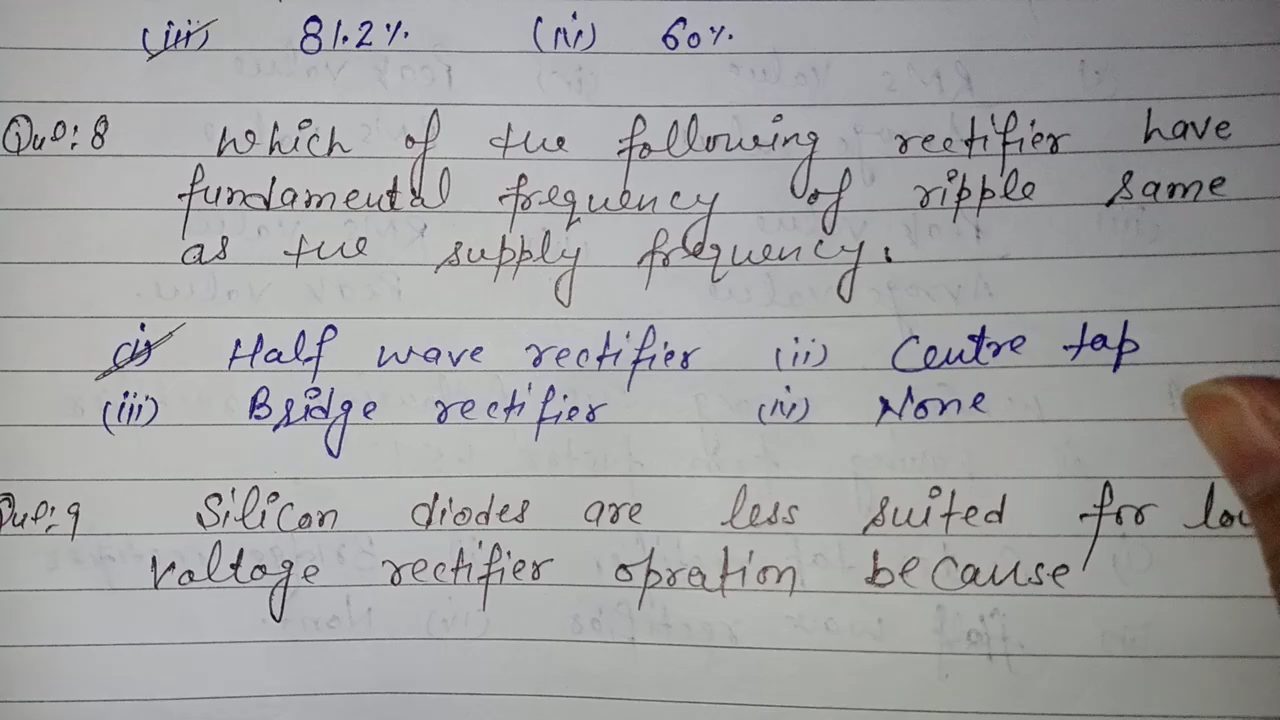 (iii) 81.2%. (iv) 60%.
Que:8 Which of the following rectifier have
fundamental frequency of ripple same
as the supply frequency.
(i) Half wave rectifier (ii) Centre tap
(iii) Bridge rectifier (iv) None
Que:9 Silicon diodes are less suited for
voltage rectifier opration because